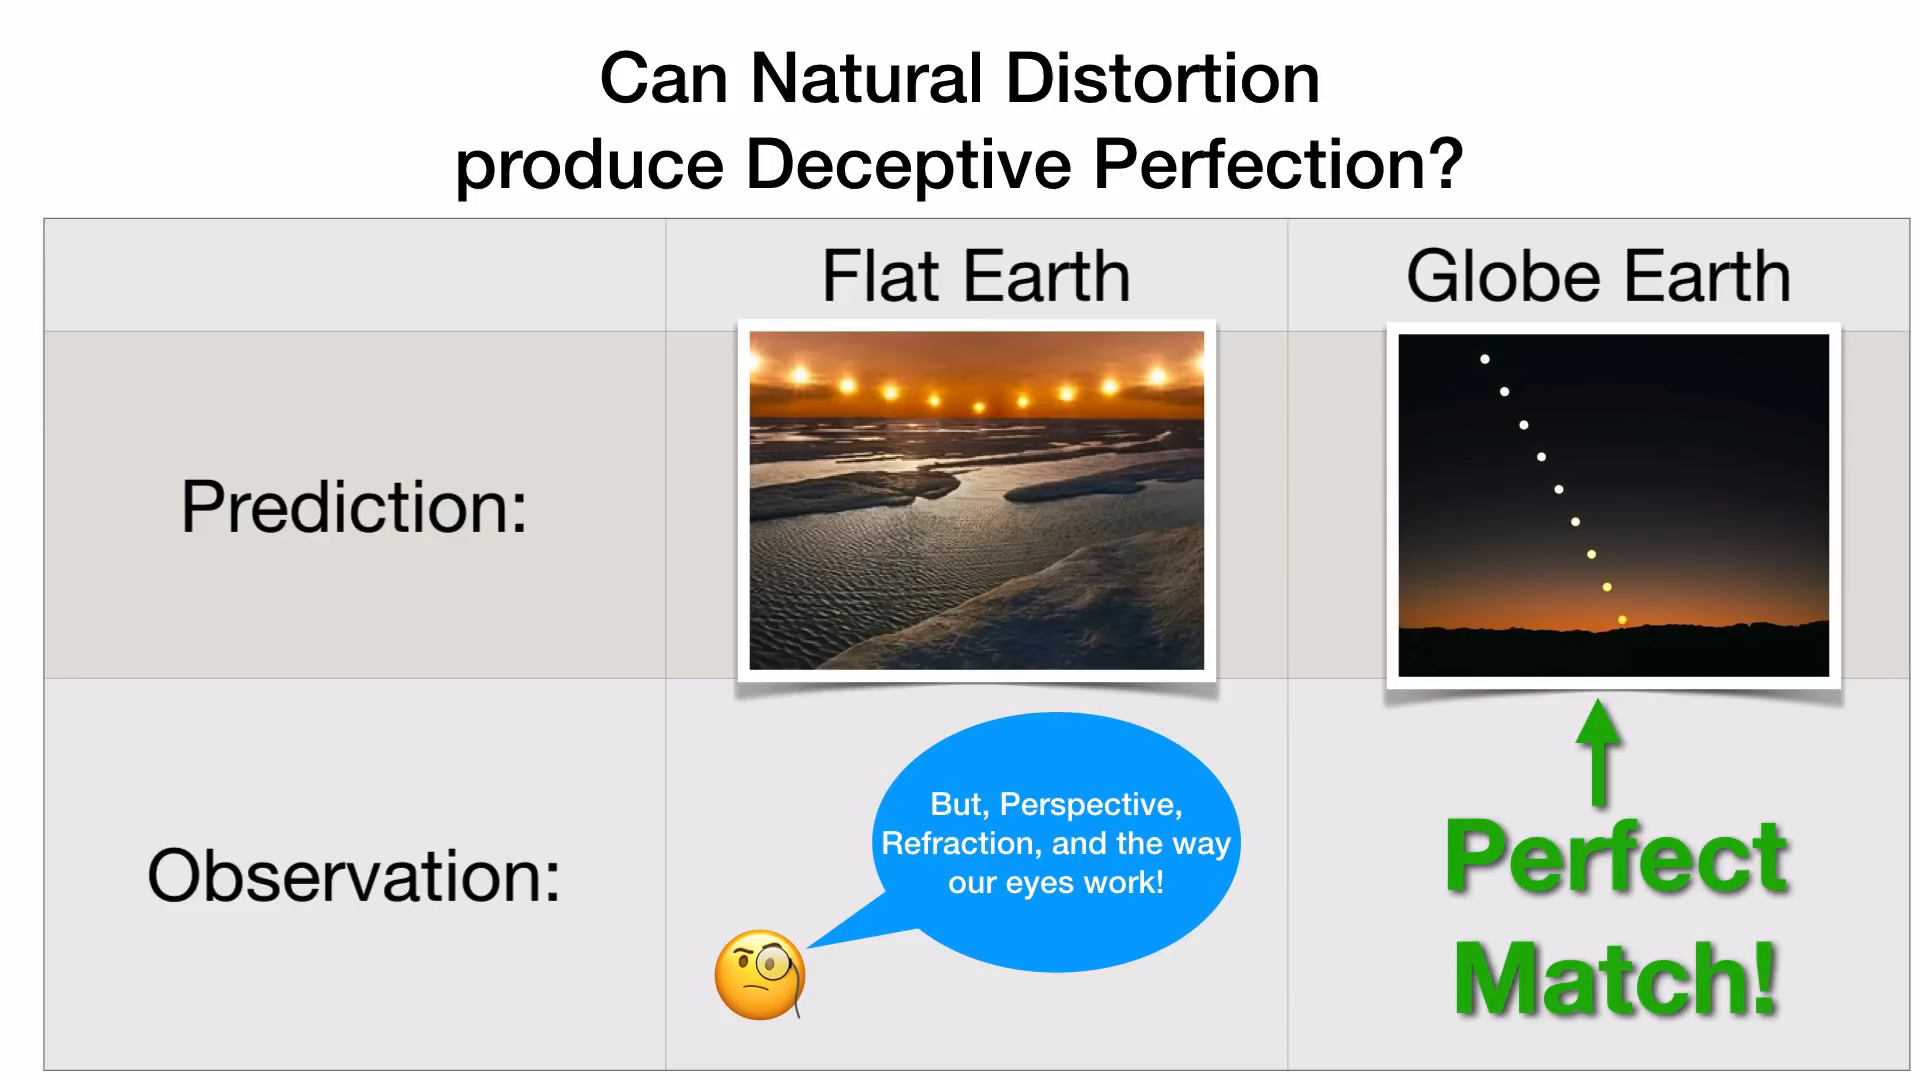 Can Natural Distortion
produce Deceptive Perfection?
Flat Earth
Globe Earth
Prediction:
Observation:
But, Perspective,
Refraction, and the way
our eyes work!
Perfect
Match!